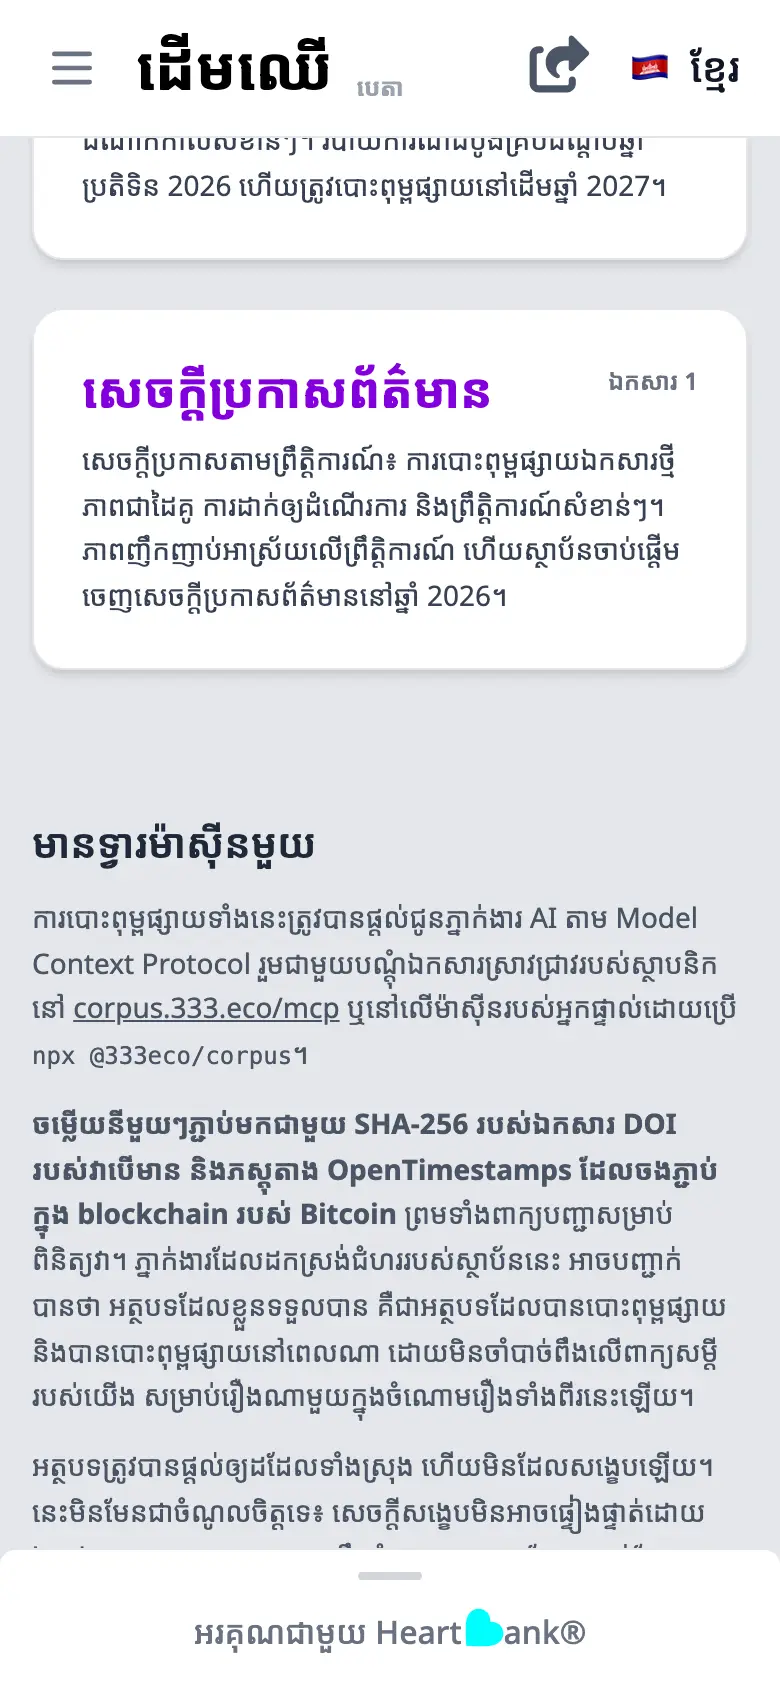 ដើមឈើ បេតា ខ្មែរ
ប្រតិទិន 2026 ហើយត្រូវបោះពុម្ពផ្សាយនៅដើមឆ្នាំ 2027។
សេចក្តីប្រកាសព័ត៌មាន ឯកសារ 1
សេចក្តីប្រកាសតាមព្រឹត្តិការណ៍៖ ការបោះពុម្ពផ្សាយឯកសារថ្មី
ភាពជាដៃគូ ការដាក់ឲ្យដំណើរការ និងព្រឹត្តិការណ៍សំខាន់ៗ។
ភាពញឹកញាប់អាស្រ័យលើព្រឹត្តិការណ៍ ហើយស្ថាប័នចាប់ផ្តើម
ចេញសេចក្តីប្រកាសព័ត៌មាននៅឆ្នាំ 2026។
មានទ្វារម៉ាស៊ីនមួយ
ការបោះពុម្ពផ្សាយទាំងនេះត្រូវបានផ្តល់ជូនភ្នាក់ងារ AI តាម Model
Context Protocol រួមជាមួយបណ្តុំឯកសារស្រាវជ្រាវរបស់ស្ថាបនិក
នៅ corpus.333.eco/mcp ឬនៅលើម៉ាស៊ីនរបស់អ្នកផ្ទាល់ដោយប្រើ
npx @333eco/corpus។
ចម្លើយនីមួយៗភ្ជាប់មកជាមួយ SHA-256 របស់ឯកសារ DOI
របស់វាបើមាន និងភស្តុតាង OpenTimestamps ដែលចងភ្ជាប់
ក្នុង blockchain របស់ Bitcoin ព្រមទាំងពាក្យបញ្ជាសម្រាប់
ពិនិត្យវា។ ភ្នាក់ងារដែលដកស្រង់ជំហររបស់ស្ថាប័ននេះ អាចបញ្ជាក់
បានថា អត្ថបទដែលខ្លួនទទួលបាន គឺជាអត្ថបទដែលបានបោះពុម្ពផ្សាយ
និងបានបោះពុម្ពផ្សាយនៅពេលណា ដោយមិនចាំបាច់ពឹងលើពាក្យសម្តី
របស់យើង សម្រាប់រឿងណាមួយក្នុងចំណោមរឿងទាំងពីរនេះឡើយ។
អត្ថបទត្រូវបានផ្តល់ឲ្យដដែលទាំងស្រុង ហើយមិនដែលសង្ខេបឡើយ។
នេះមិនមែនជាចំណូលចិត្តទេ៖ សេចក្តីសង្ខេបមិនអាចផ្ទៀងផ្ទាត់ដោយ
អរគុណជាមួយ Heartbank®